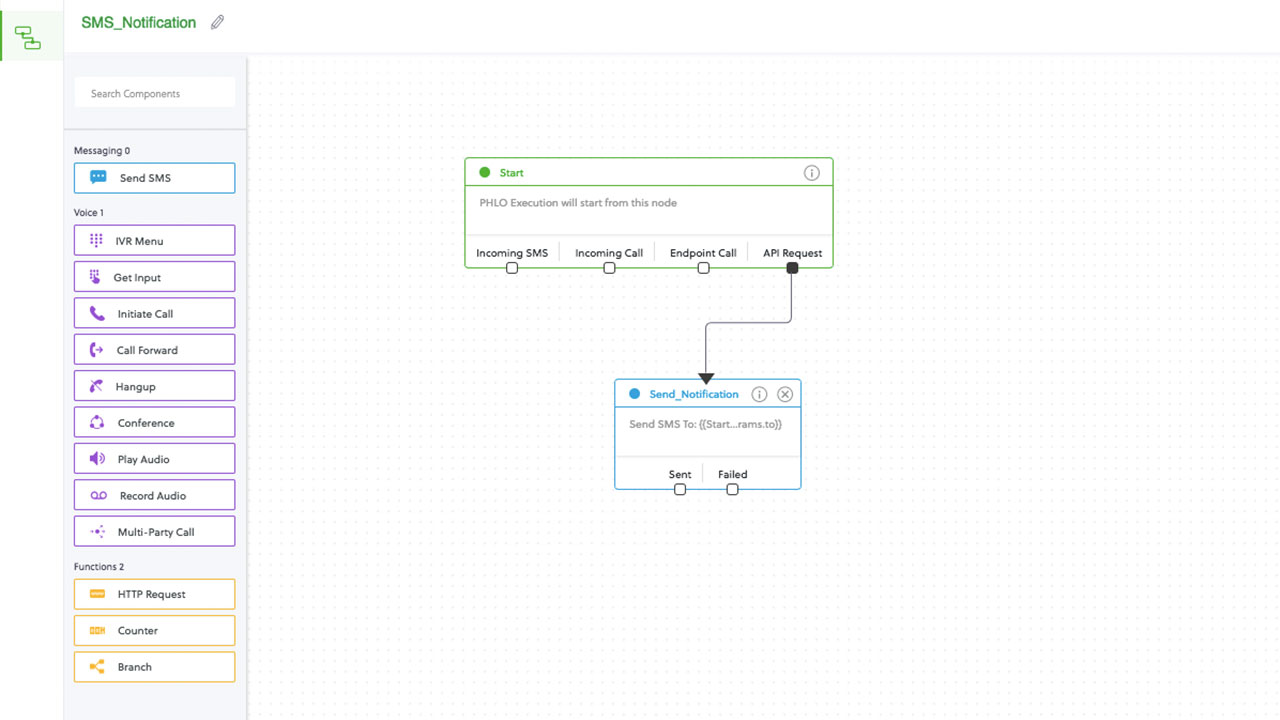 SMS_Notification
Search Components
Messaging 0
Send SMS
Voice 1
IVR Menu
Get Input
Initiate Call
Call Forward
Hangup
Conference
Play Audio
Record Audio
Multi-Party Call
Functions 2
HTTP Request
Counter
Branch
Start
PHLO Execution will start from this node
Incoming SMS Incoming Call Endpoint Call API Request
Send_Notification
Send SMS To: {{Start...rams.to}}
Sent Failed